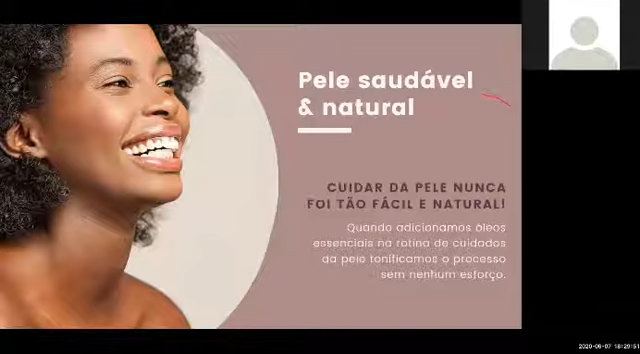 Pele saudável
& natural
CUIDAR DA PELE NUNCA
FOI TÃO FÁCIL E NATURAL!
Quando adicionamos óleos
essenciais na rotina de cuidados
da pele tonificamos o processo
sem nenhum esforço.
2020-09-07 18:29:51